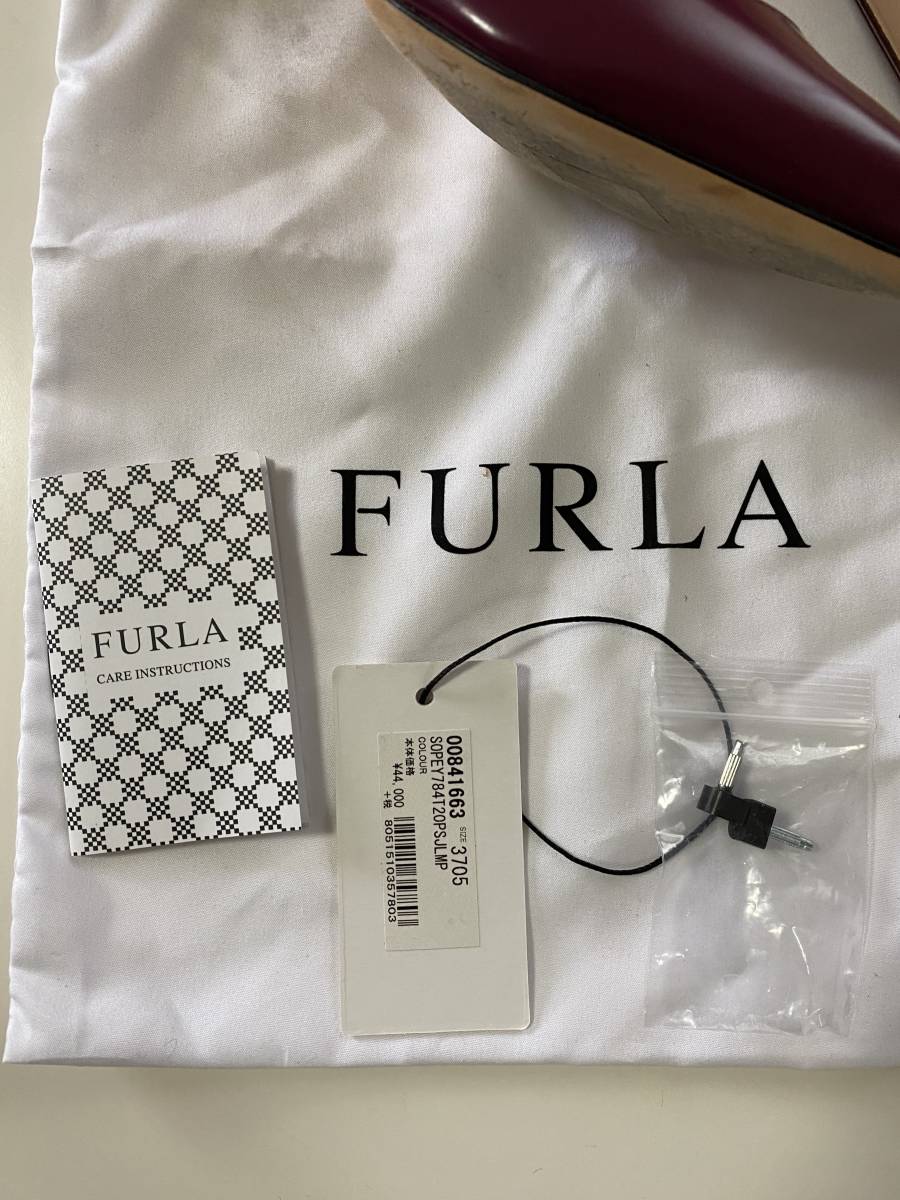 FURLA
FURLA
CARE INSTRUCTIONS
00841663 SIZE 3705
SOPEY784T20PSJLMP
COLOUR
本体価格
¥44,000
+税
8051510357803